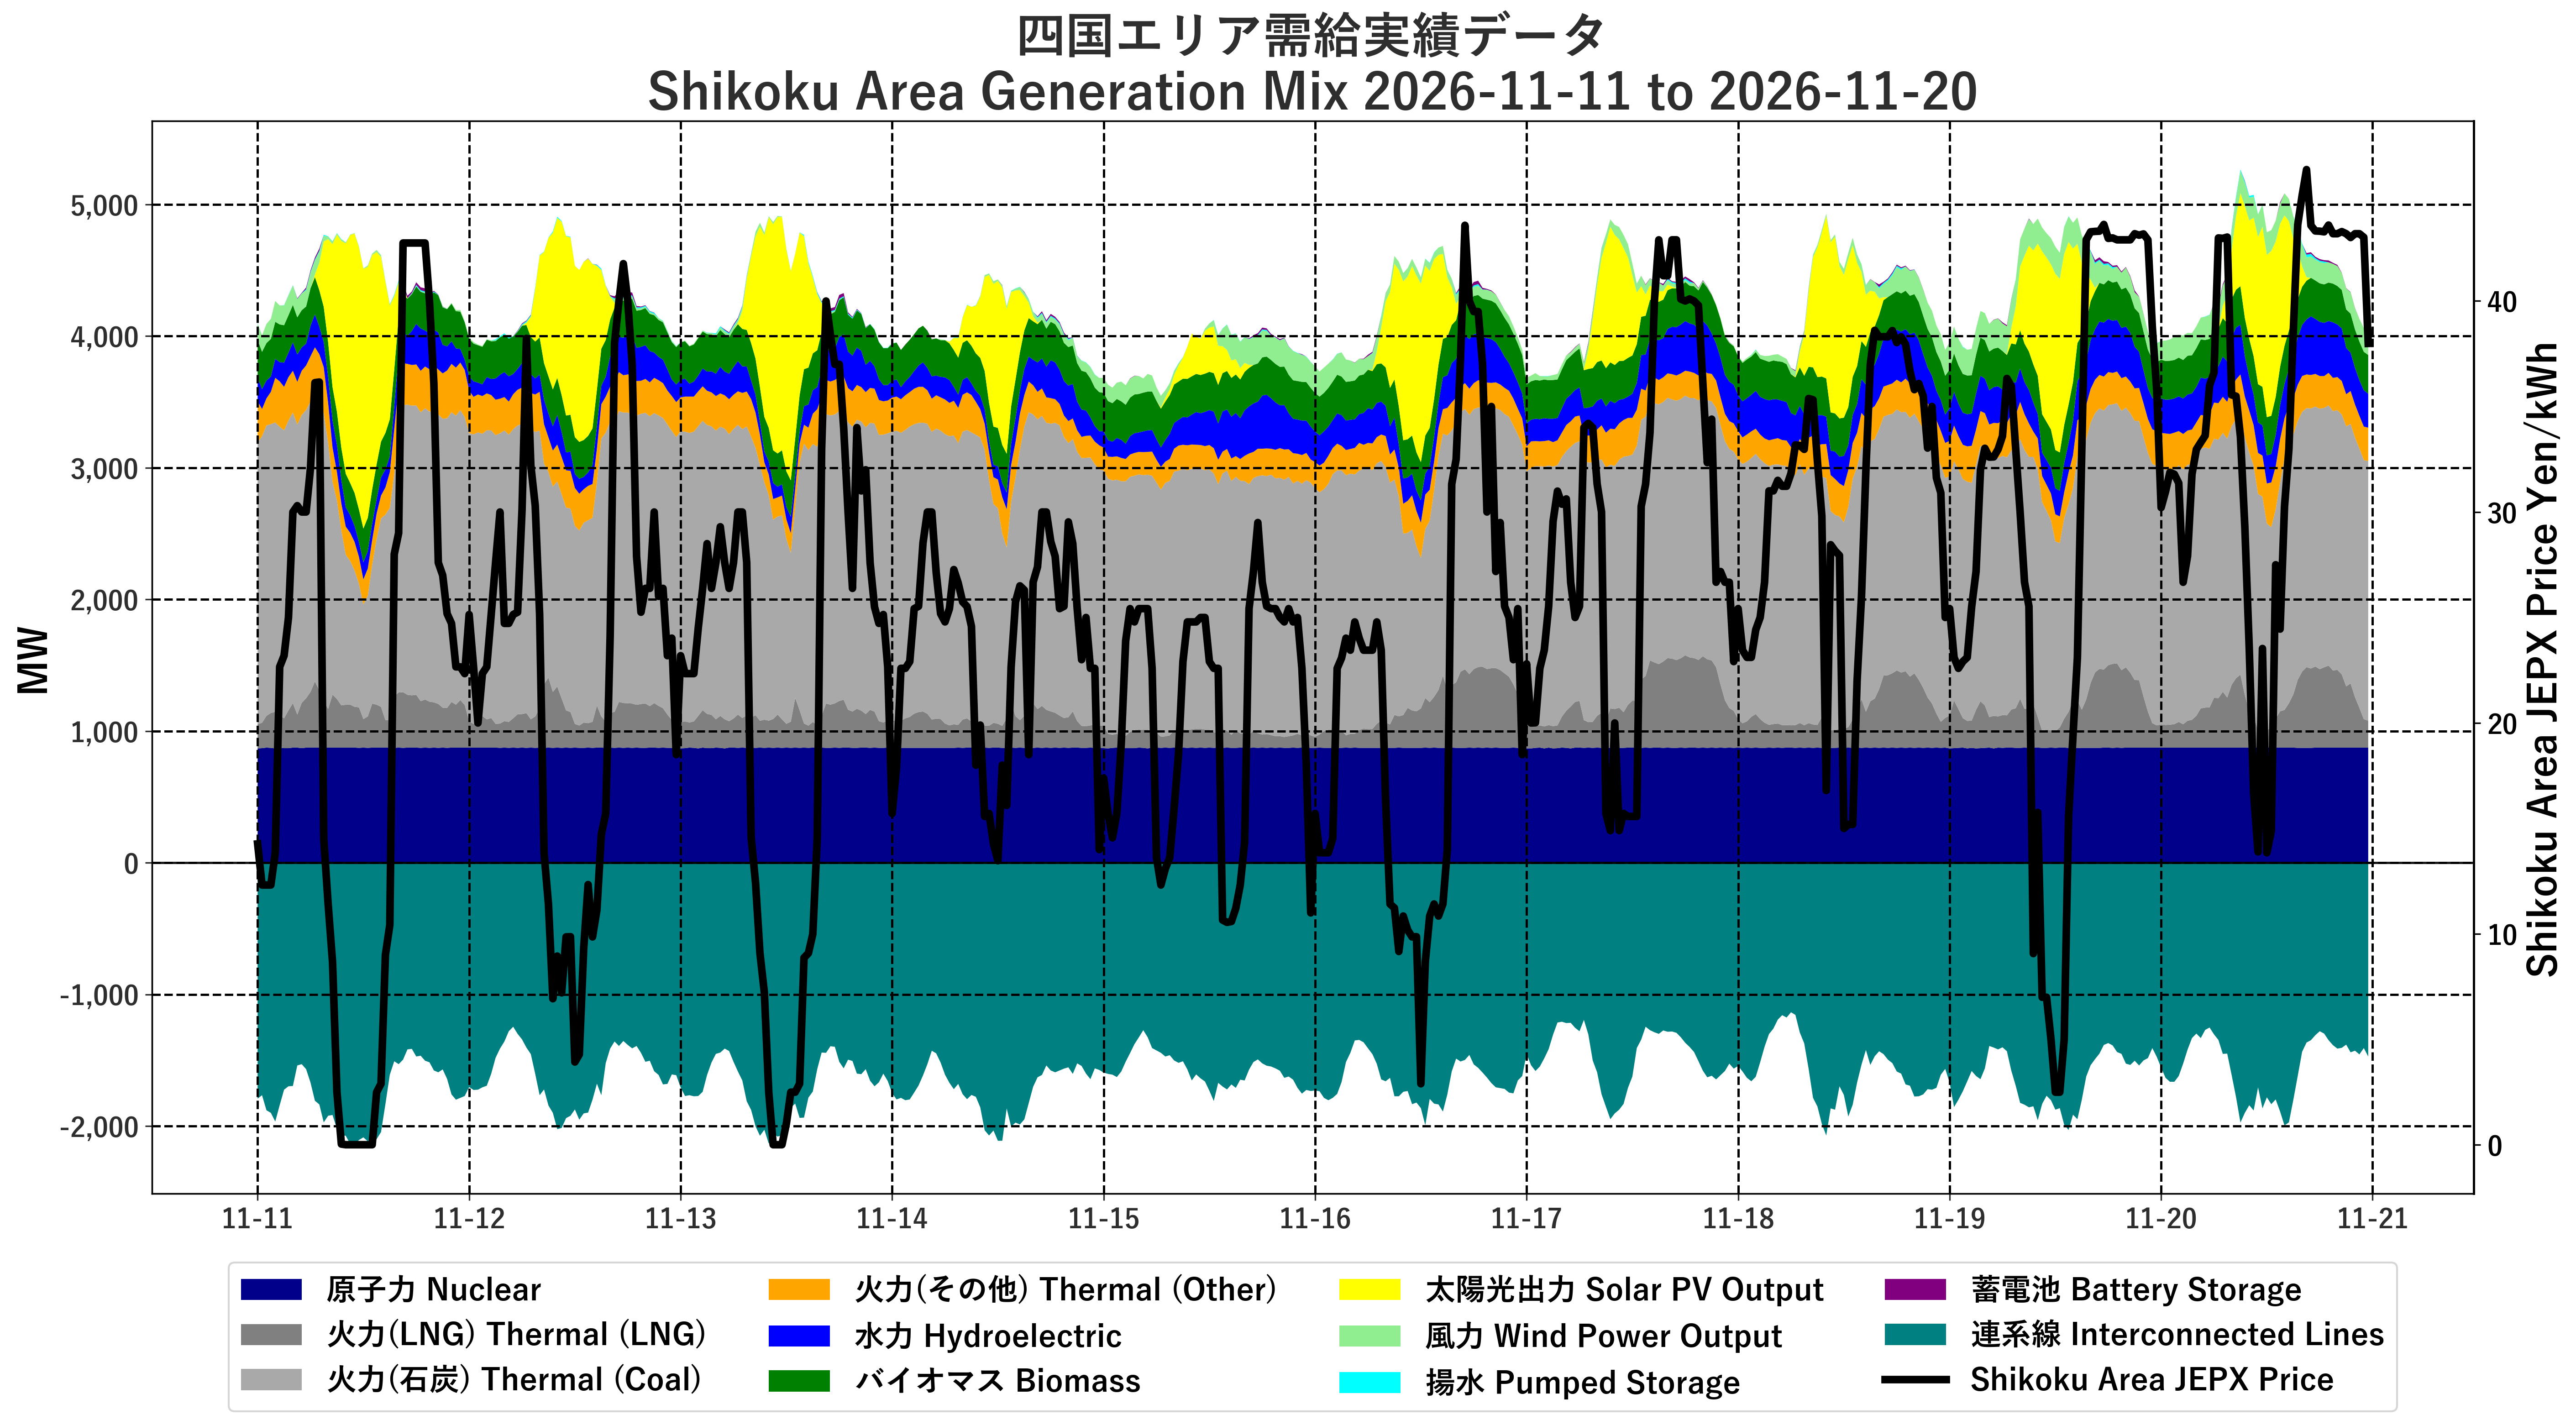 四国エリア需給実績データ
Shikoku Area Generation Mix 2026-11-11 to 2026-11-20
MW
5,000
4,000
3,000
2,000
1,000
0
-1,000
-2,000
40
30
20
10
0
Shikoku Area JEPX Price Yen/kWh
11-11
11-12
11-13
11-14
11-15
11-16
11-17
11-18
11-19
11-20
11-21
原子力 Nuclear
火力(LNG) Thermal (LNG)
火力(石炭) Thermal (Coal)
火力(その他) Thermal (Other)
水力 Hydroelectric
バイオマス Biomass
太陽光出力 Solar PV Output
風力 Wind Power Output
揚水 Pumped Storage
蓄電池 Battery Storage
連系線 Interconnected Lines
Shikoku Area JEPX Price